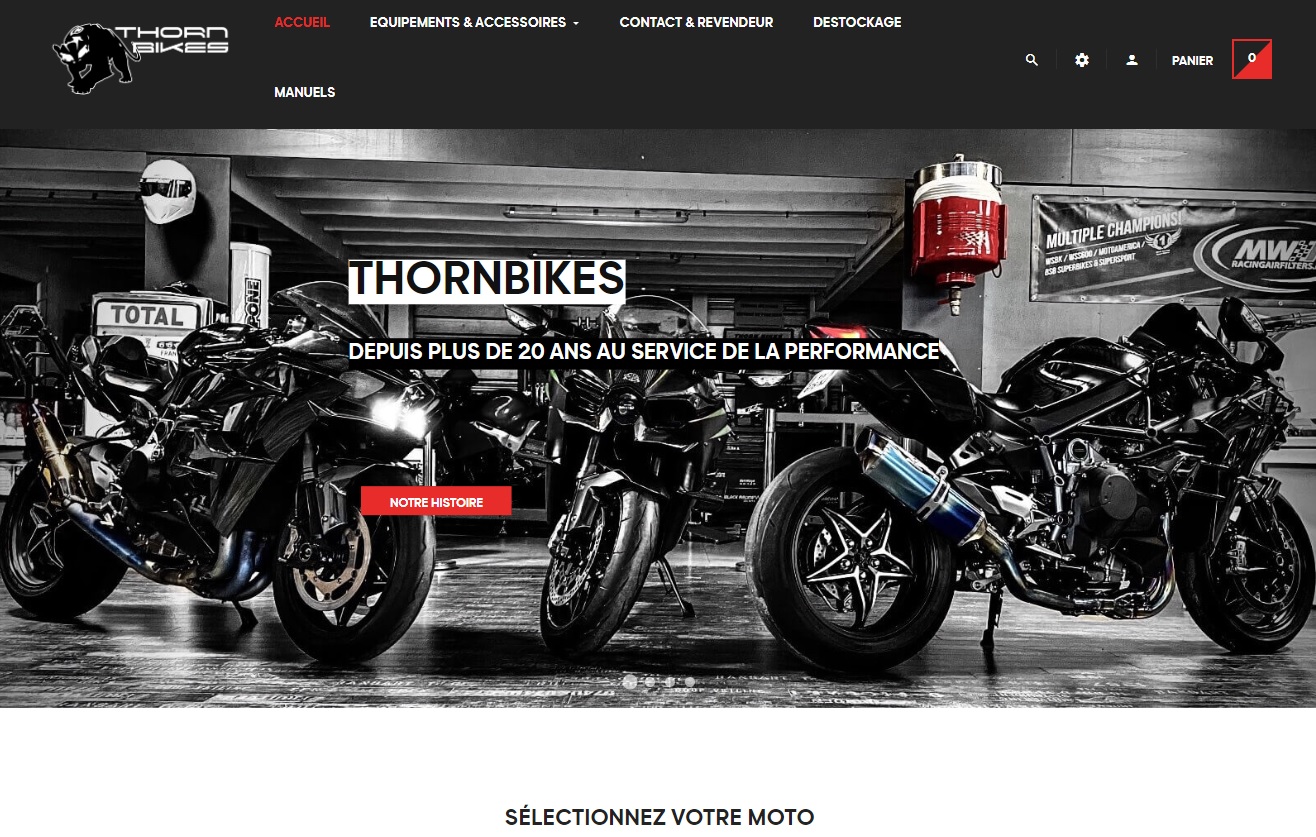 THORN
BIKES
ACCUEIL
EQUIPEMENTS & ACCESSOIRES
CONTACT & REVENDEUR
DESTOCKAGE
MANUELS
PANIER
0
MULTIPLE CHAMPIONS!
WSBK / WSS600 / MOTOAMERICA /
BSB SUPERBIKES & SUPERSPORT
1
MW
RACINGAIRFILTERS.
THORNBIKES
TOTAL
DEPUIS PLUS DE 20 ANS AU SERVICE DE LA PERFORMANCE
NOTRE HISTOIRE
SÉLECTIONNEZ VOTRE MOTO